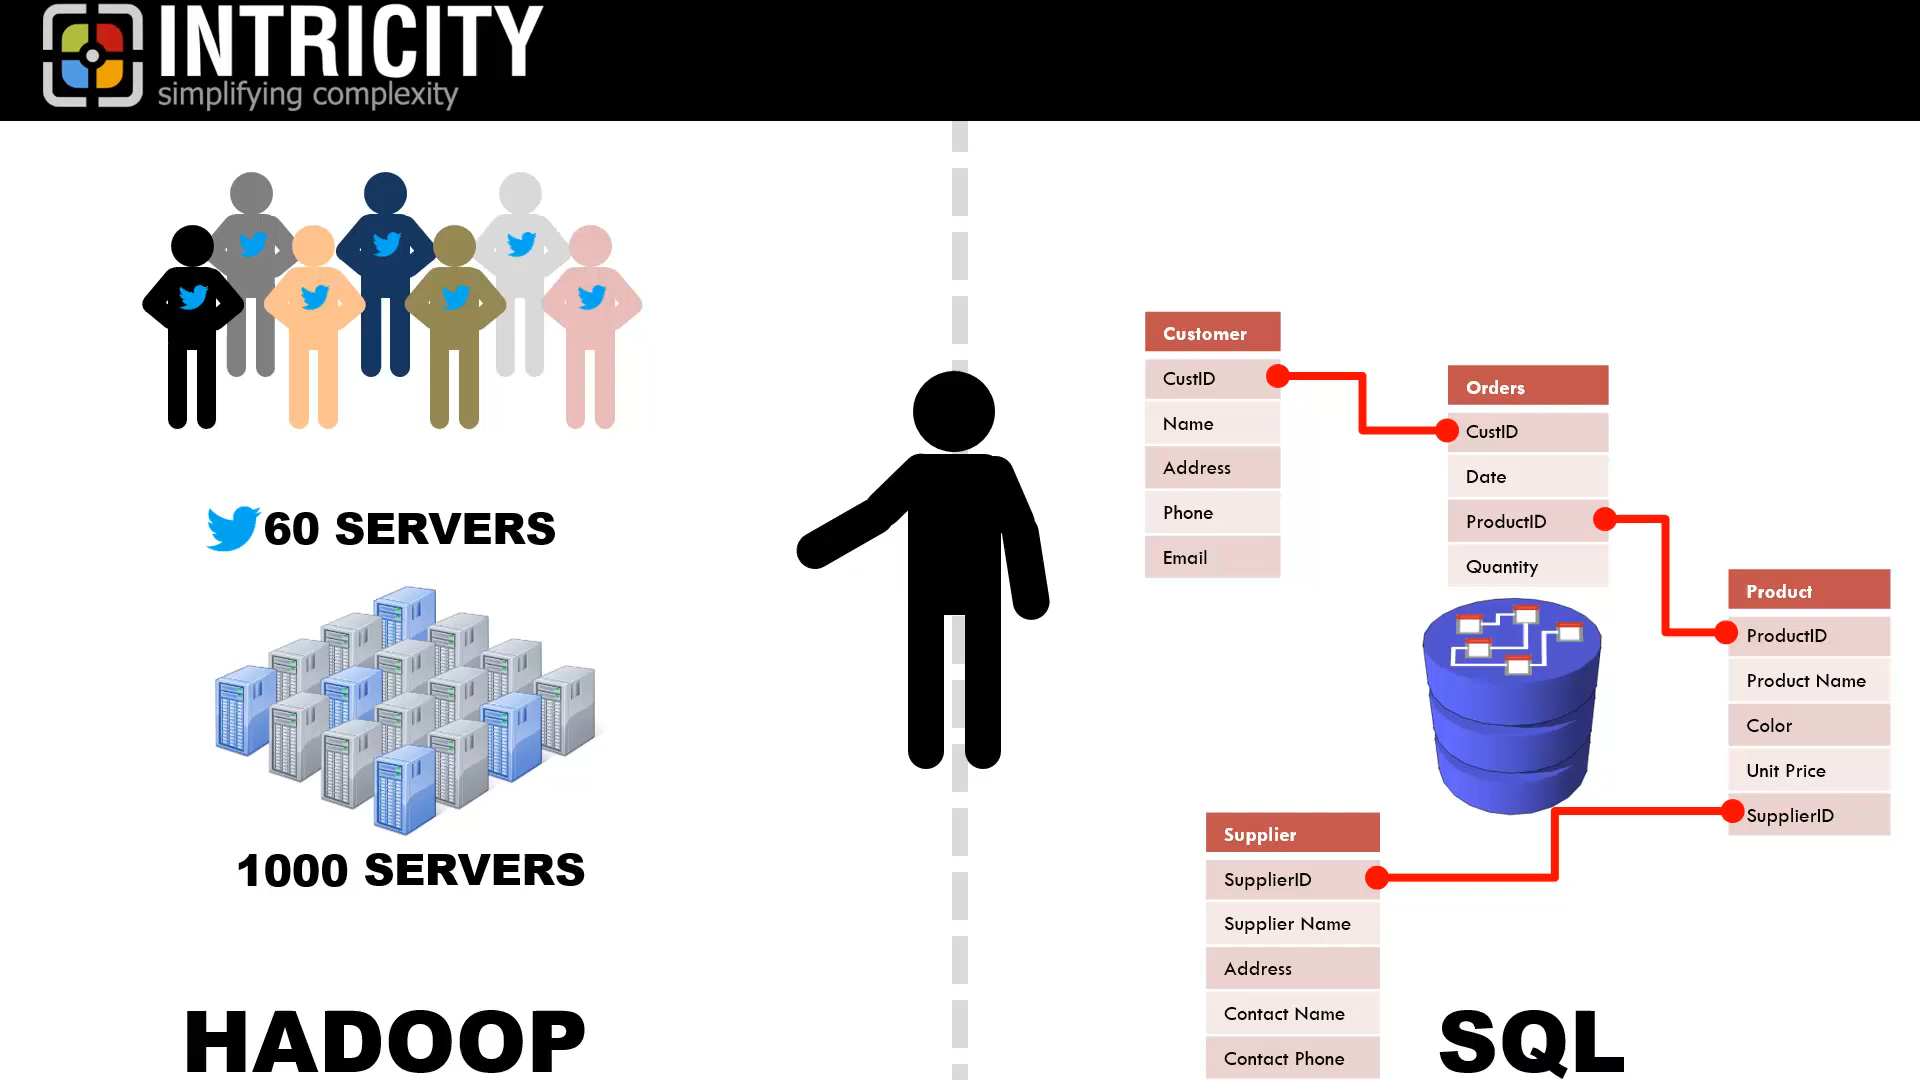 INTRICITY
simplifying complexity
60 SERVERS
1000 SERVERS
HADOOP
Customer
CustID
Name
Address
Phone
Email
Orders
CustID
Date
ProductID
Quantity
Product
ProductID
Product Name
Color
Unit Price
SupplierID
Supplier
SupplierID
Supplier Name
Address
Contact Name
Contact Phone
SQL